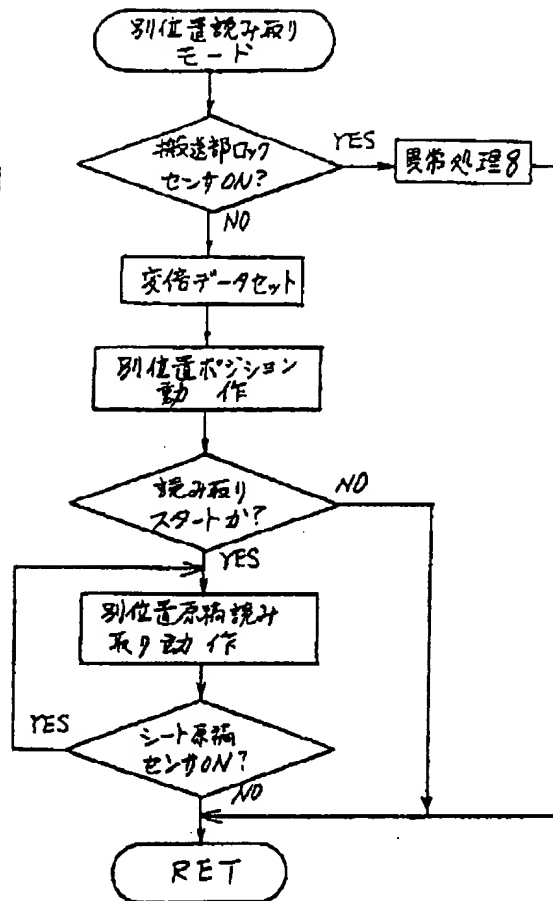 別位置読み取り
モード
搬送部ロック
センサON?
YES
異常処理8
NO
変倍データセット
別位置ポジション
動作
読み取り
スタートか?
NO
YES
別位置原稿読み
取り動作
シート原稿
センサON?
YES
NO
RET